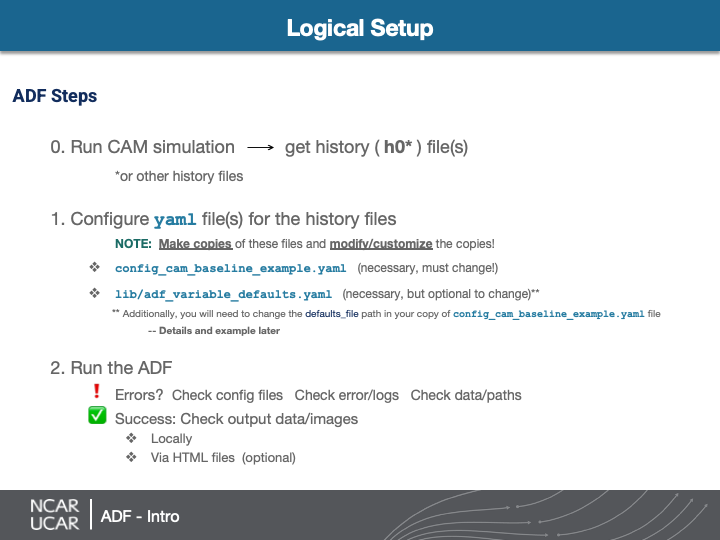 Logical Setup
ADF Steps
0. Run CAM simulation ⟶ get history ( h0* ) file(s)
*or other history files
1. Configure yaml file(s) for the history files
NOTE: Make copies of these files and modify/customize the copies!
❖ config_cam_baseline_example.yaml (necessary, must change!)
❖ lib/adf_variable_defaults.yaml (necessary, but optional to change)**
** Additionally, you will need to change the defaults_file path in your copy of config_cam_baseline_example.yaml file
-- Details and example later
2. Run the ADF
❗ Errors? Check config files Check error/logs Check data/paths
✅ Success: Check output data/images
❖ Locally
❖ Via HTML files (optional)
NCAR
UCAR
ADF - Intro